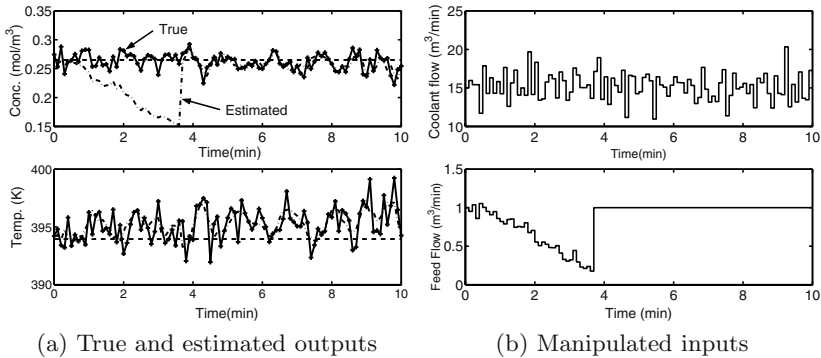 Conc. (mol/m³)
0.35
0.3
0.25
0.2
0.15
True
Estimated
0 2 4 6 8 10
Time(min)
Temp. (K)
400
395
390
0 2 4 6 8 10
Time(min)
(a) True and estimated outputs
Coolant flow (m³/min)
25
20
15
10
0 2 4 6 8 10
Time(min)
Feed Flow (m³/min)
1.5
1
0.5
0
0 2 4 6 8 10
Time (min)
(b) Manipulated inputs